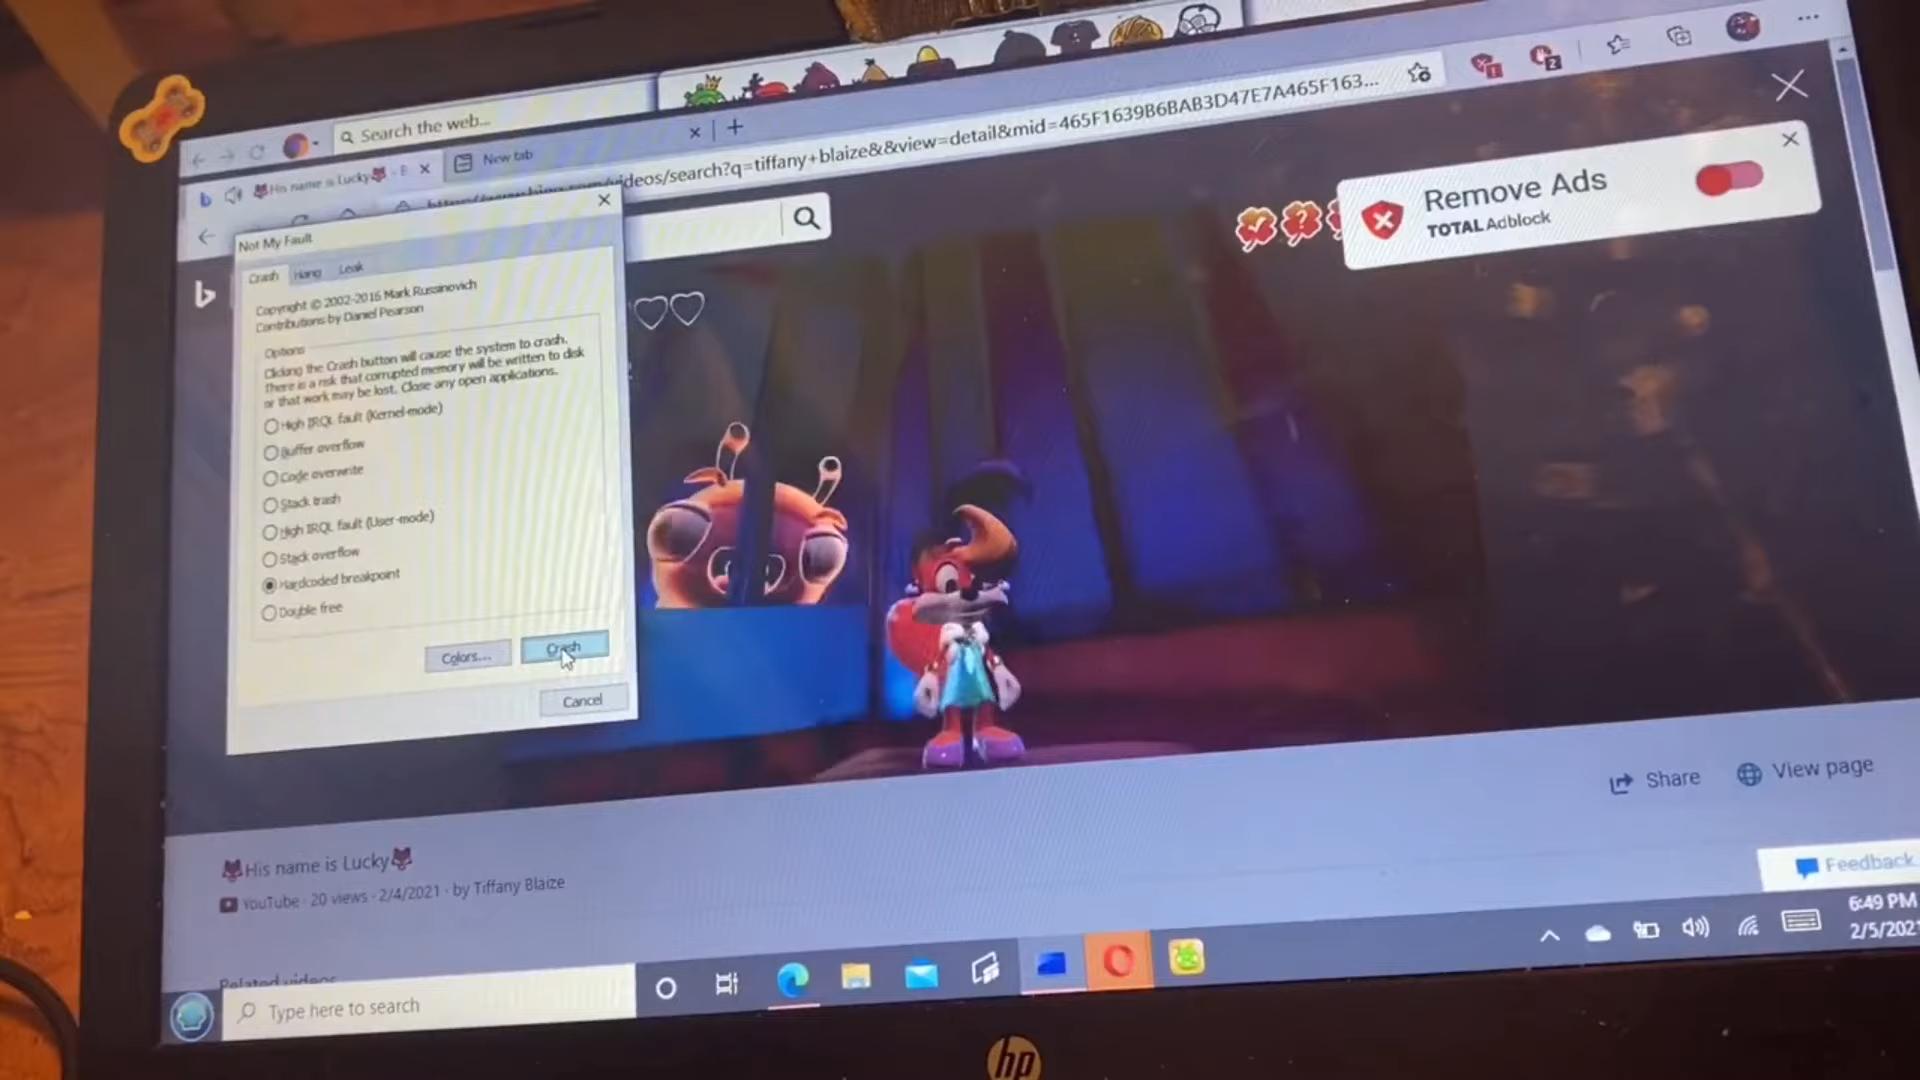 Search the web...
His name is Lucky - B
New tab
videos/search?q=tiffany+blaize&&view=detail&mid=465F1639B6BAB3D47E7A465F163...
Remove Ads
TOTAL Adblock
Not My Fault
Crash Hang Leak
Copyright © 2002-2016 Mark Russinovich
Contributions by Daniel Pearson
Options
Clicking the Crash button will cause the system to crash.
There is a risk that corrupted memory will be written to disk
or that work may be lost. Close any open applications.
High IRQL fault (Kernel-mode)
Buffer overflow
Code overwrite
Stack trash
High IRQL fault (User-mode)
Stack overflow
Hardcoded breakpoint
Double free
Colors... Crash
Cancel
Share View page
His name is Lucky
YouTube · 20 views · 2/4/2021 · by Tiffany Blaize
Feedback
Related videos
6:49 PM
2/5/202
Type here to search
hp